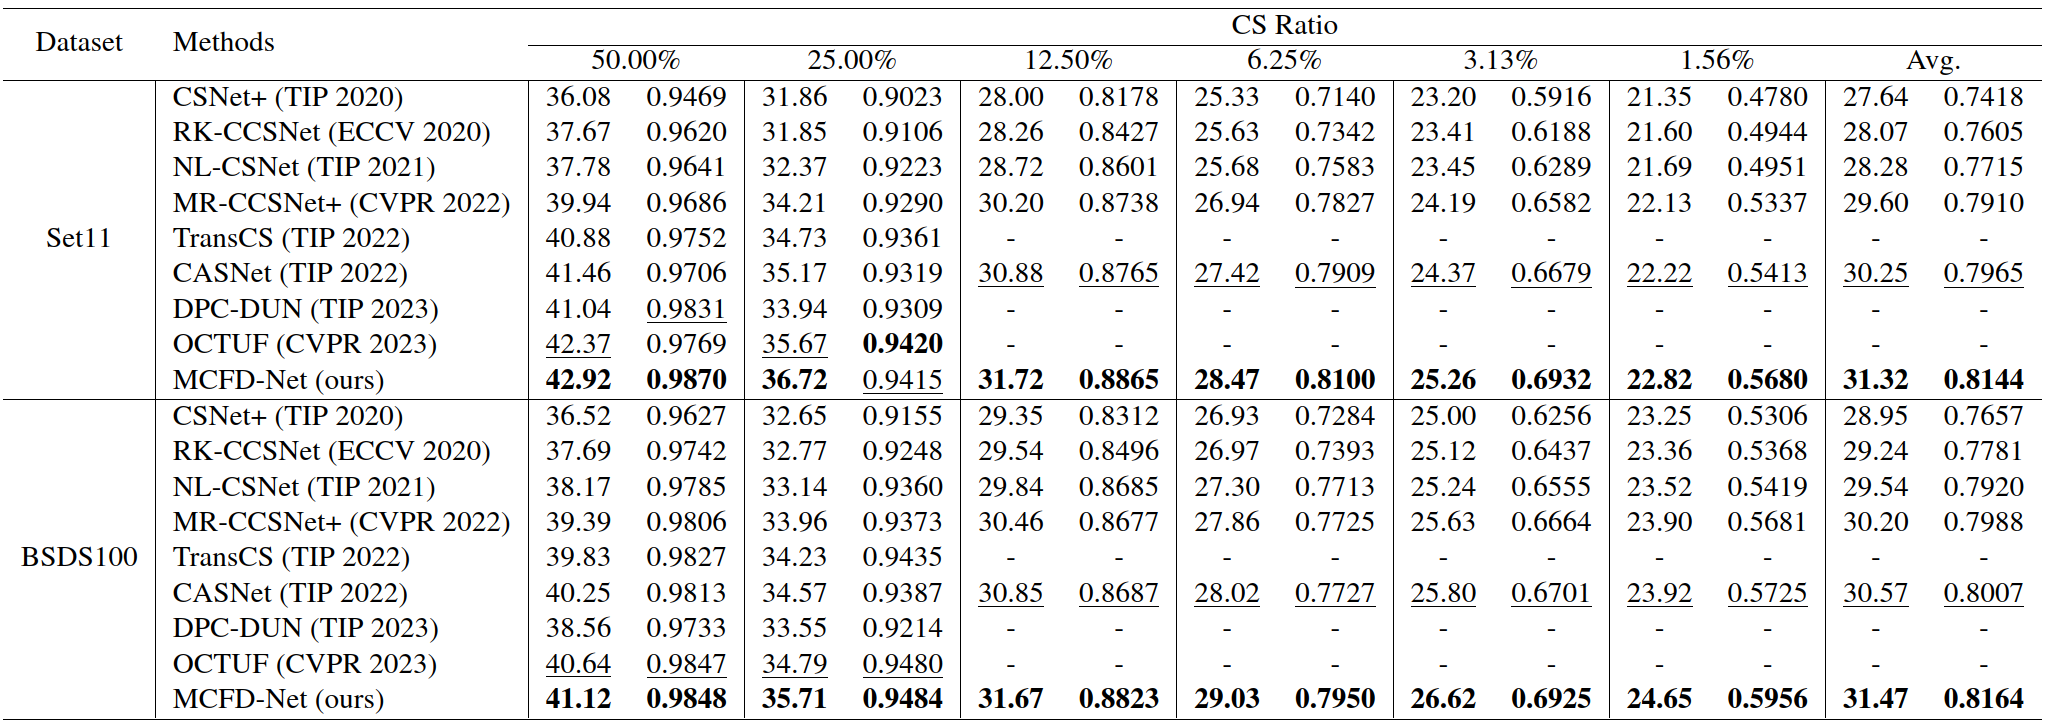 Dataset Methods CS Ratio
50.00% 25.00% 12.50% 6.25% 3.13% 1.56% Avg.
Set11
CSNet+ (TIP 2020) 36.08 0.9469 31.86 0.9023 28.00 0.8178 25.33 0.7140 23.20 0.5916 21.35 0.4780 27.64 0.7418
RK-CCSNet (ECCV 2020) 37.67 0.9620 31.85 0.9106 28.26 0.8427 25.63 0.7342 23.41 0.6188 21.60 0.4944 28.07 0.7605
NL-CSNet (TIP 2021) 37.78 0.9641 32.37 0.9223 28.72 0.8601 25.68 0.7583 23.45 0.6289 21.69 0.4951 28.28 0.7715
MR-CCSNet+ (CVPR 2022) 39.94 0.9686 34.21 0.9290 30.20 0.8738 26.94 0.7827 24.19 0.6582 22.13 0.5337 29.60 0.7910
TransCS (TIP 2022) 40.88 0.9752 34.73 0.9361 - - - - - - - - - -
CASNet (TIP 2022) 41.46 0.9706 35.17 0.9319 30.88 0.8765 27.42 0.7909 24.37 0.6679 22.22 0.5413 30.25 0.7965
DPC-DUN (TIP 2023) 41.04 0.9831 33.94 0.9309 - - - - - - - - - -
OCTUF (CVPR 2023) 42.37 0.9769 35.67 0.9420 - - - - - - - - - -
MCFD-Net (ours) 42.92 0.9870 36.72 0.9415 31.72 0.8865 28.47 0.8100 25.26 0.6932 22.82 0.5680 31.32 0.8144
BSDS100
CSNet+ (TIP 2020) 36.52 0.9627 32.65 0.9155 29.35 0.8312 26.93 0.7284 25.00 0.6256 23.25 0.5306 28.95 0.7657
RK-CCSNet (ECCV 2020) 37.69 0.9742 32.77 0.9248 29.54 0.8496 26.97 0.7393 25.12 0.6437 23.36 0.5368 29.24 0.7781
NL-CSNet (TIP 2021) 38.17 0.9785 33.14 0.9360 29.84 0.8685 27.30 0.7713 25.24 0.6555 23.52 0.5419 29.54 0.7920
MR-CCSNet+ (CVPR 2022) 39.39 0.9806 33.96 0.9373 30.46 0.8677 27.86 0.7725 25.63 0.6664 23.90 0.5681 30.20 0.7988
TransCS (TIP 2022) 39.83 0.9827 34.23 0.9435 - - - - - - - - - -
CASNet (TIP 2022) 40.25 0.9813 34.57 0.9387 30.85 0.8687 28.02 0.7727 25.80 0.6701 23.92 0.5725 30.57 0.8007
DPC-DUN (TIP 2023) 38.56 0.9733 33.55 0.9214 - - - - - - - - - -
OCTUF (CVPR 2023) 40.64 0.9847 34.79 0.9480 - - - - - - - - - -
MCFD-Net (ours) 41.12 0.9848 35.71 0.9484 31.67 0.8823 29.03 0.7950 26.62 0.6925 24.65 0.5956 31.47 0.8164